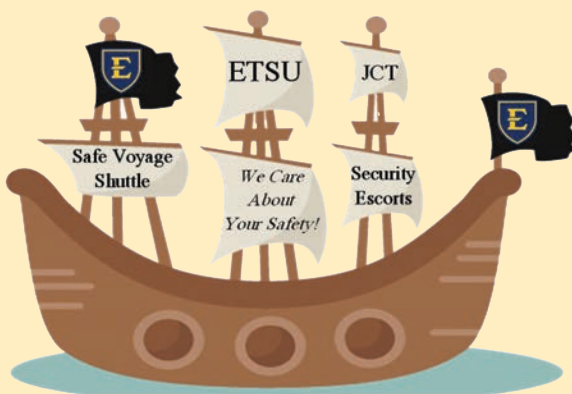 E
ETSU
JCT
E
Safe Voyage
Shuttle
We Care
About
Your Safety!
Security
Escorts